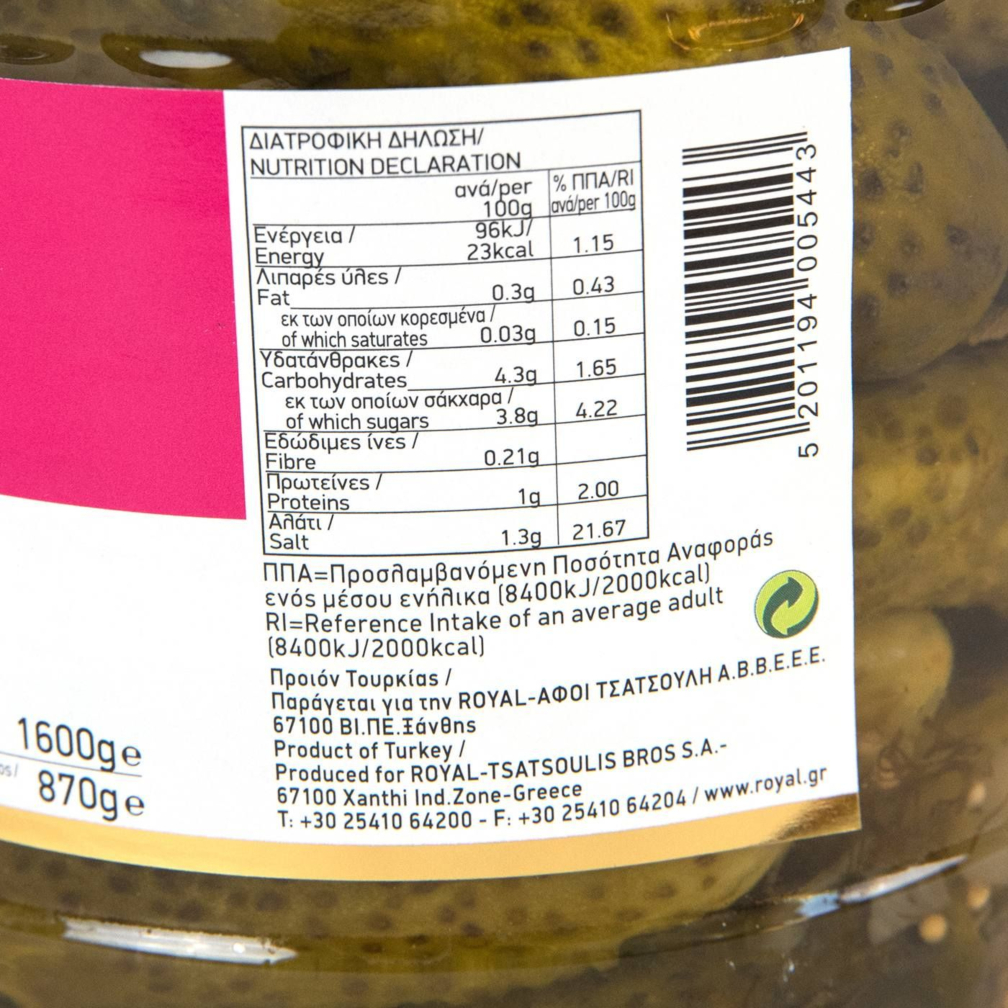 ΔΙΑΤΡΟΦΙΚΗ ΔΗΛΩΣΗ/
NUTRITION DECLARATION
ανά/per 100g % ΠΠΑ/RI ανά/per 100g
Ενέργεια / 96kJ/
Energy 23kcal 1.15
Λιπαρές ύλες /
Fat 0.3g 0.43
εκ των οποίων κορεσμένα /
of which saturates 0.03g 0.15
Υδατάνθρακες /
Carbohydrates 4.3g 1.65
εκ των οποίων σάκχαρα /
of which sugars 3.8g 4.22
Εδώδιμες ίνες /
Fibre 0.21g
Πρωτεΐνες /
Proteins 1g 2.00
Αλάτι /
Salt 1.3g 21.67
ΠΠΑ=Προσλαμβανόμενη Ποσότητα Αναφοράς
ενός μέσου ενήλικα (8400kJ/2000kcal)
RI=Reference Intake of an average adult
(8400kJ/2000kcal)
Προιόν Τουρκίας /
Παράγεται για την ROYAL-ΑΦΟΙ ΤΣΑΤΣΟΥΛΗ Α.Β.Β.Ε.Ε.Ε.
67100 ΒΙ.ΠΕ.Ξάνθης
Product of Turkey /
Produced for ROYAL-TSATSOULIS BROS S.A.-
67100 Xanthi Ind.Zone-Greece
T: +30 25410 64200 - F: +30 25410 64204 / www.royal.gr
5 201194 005443
1600g e
870g e